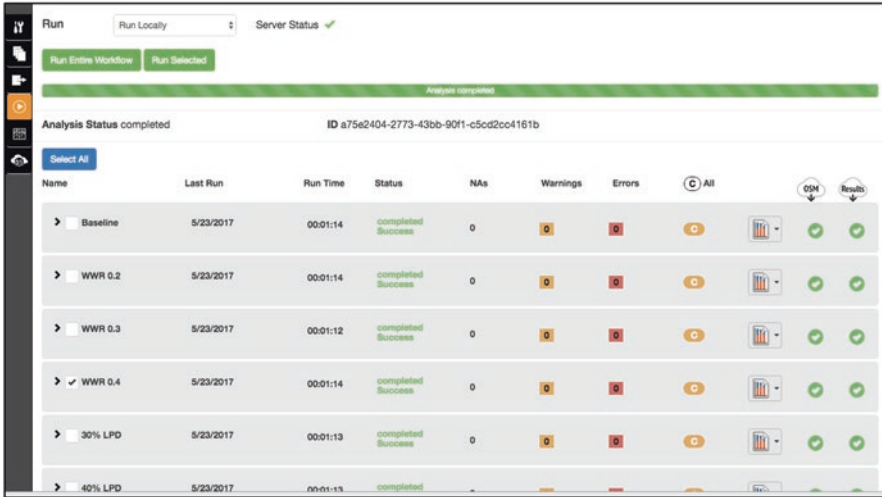 Run Run Locally Server Status
Run Entire Workflow Run Selected
Analysis completed
Analysis Status completed ID a75e2404-2773-43bb-90f1-c5cd2cc4161b
Select All
Name Last Run Run Time Status NAs Warnings Errors C All OSM Results
Baseline 5/23/2017 00:01:14 completed Success 0 0 0 C
WWR 0.2 5/23/2017 00:01:14 completed Success 0 0 0 C
WWR 0.3 5/23/2017 00:01:12 completed Success 0 0 0 C
WWR 0.4 5/23/2017 00:01:14 completed Success 0 0 0 C
30% LPD 5/23/2017 00:01:13 completed Success 0 0 0 C
40% LPD 5/23/2017 00:01:13 completed